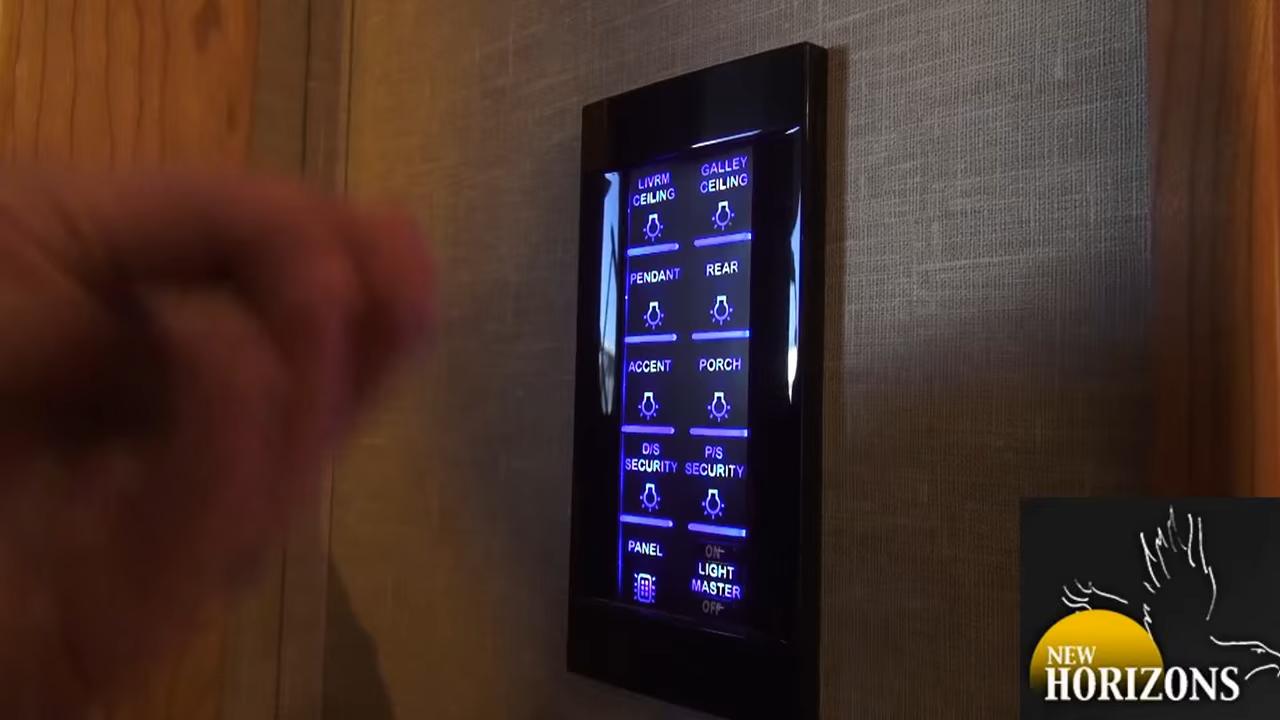 LIVRM
CEILING
GALLEY
CEILING
PENDANT
REAR
ACCENT
PORCH
D/S
SECURITY
P/S
SECURITY
PANEL
ON
LIGHT
MASTER
OFF
NEW
HORIZONS